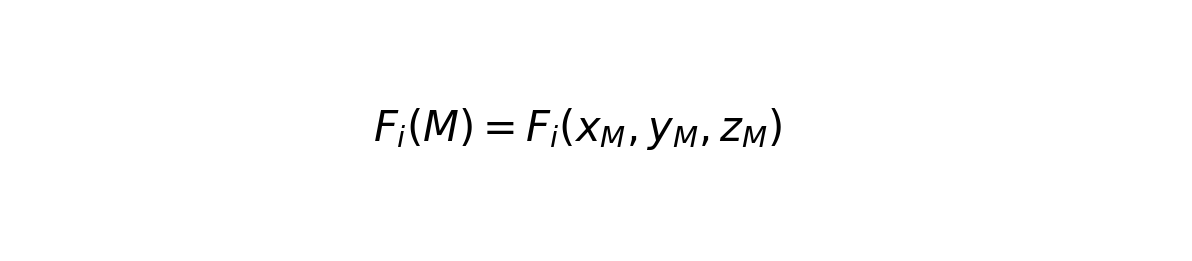 $F_i(M) = F_i(x_M, y_M, z_M)$